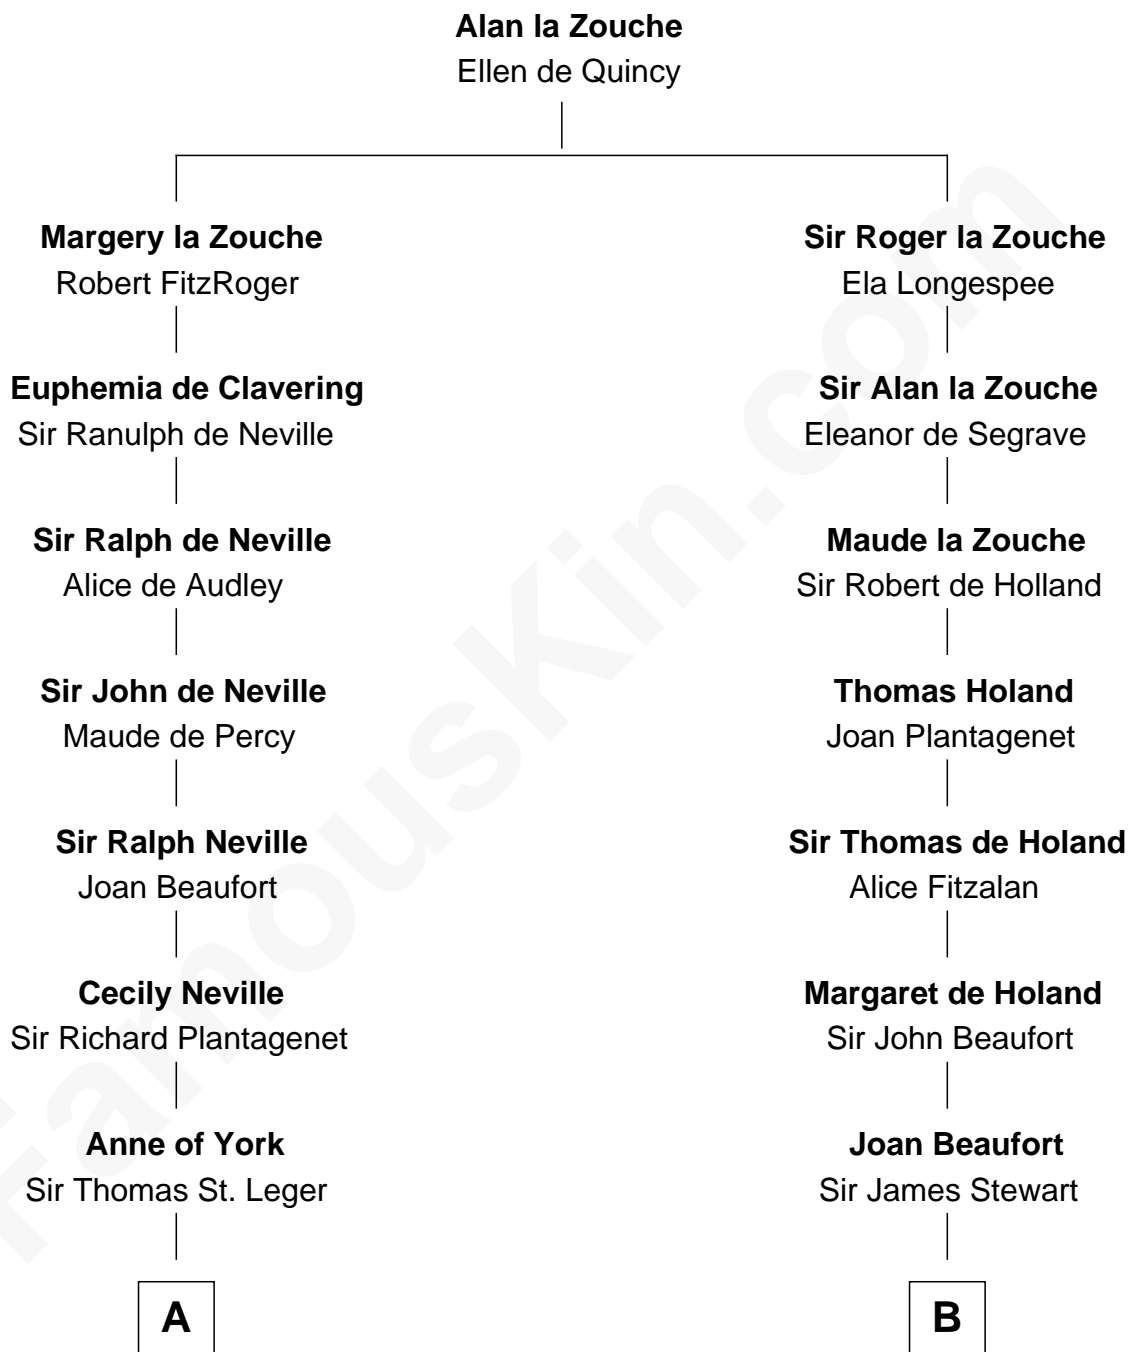 Alan la Zouche
Ellen de Quincy
Margery la Zouche
Robert FitzRoger
Sir Roger la Zouche
Ela Longespee
Euphemia de Clavering
Sir Ranulph de Neville
Sir Alan la Zouche
Eleanor de Segrave
Sir Ralph de Neville
Alice de Audley
Maude la Zouche
Sir Robert de Holland
Sir John de Neville
Maude de Percy
Thomas Holand
Joan Plantagenet
Sir Ralph Neville
Joan Beaufort
Sir Thomas de Holand
Alice Fitzalan
Cecily Neville
Sir Richard Plantagenet
Margaret de Holand
Sir John Beaufort
Anne of York
Sir Thomas St. Leger
Joan Beaufort
Sir James Stewart
A
B
FamousKin.com